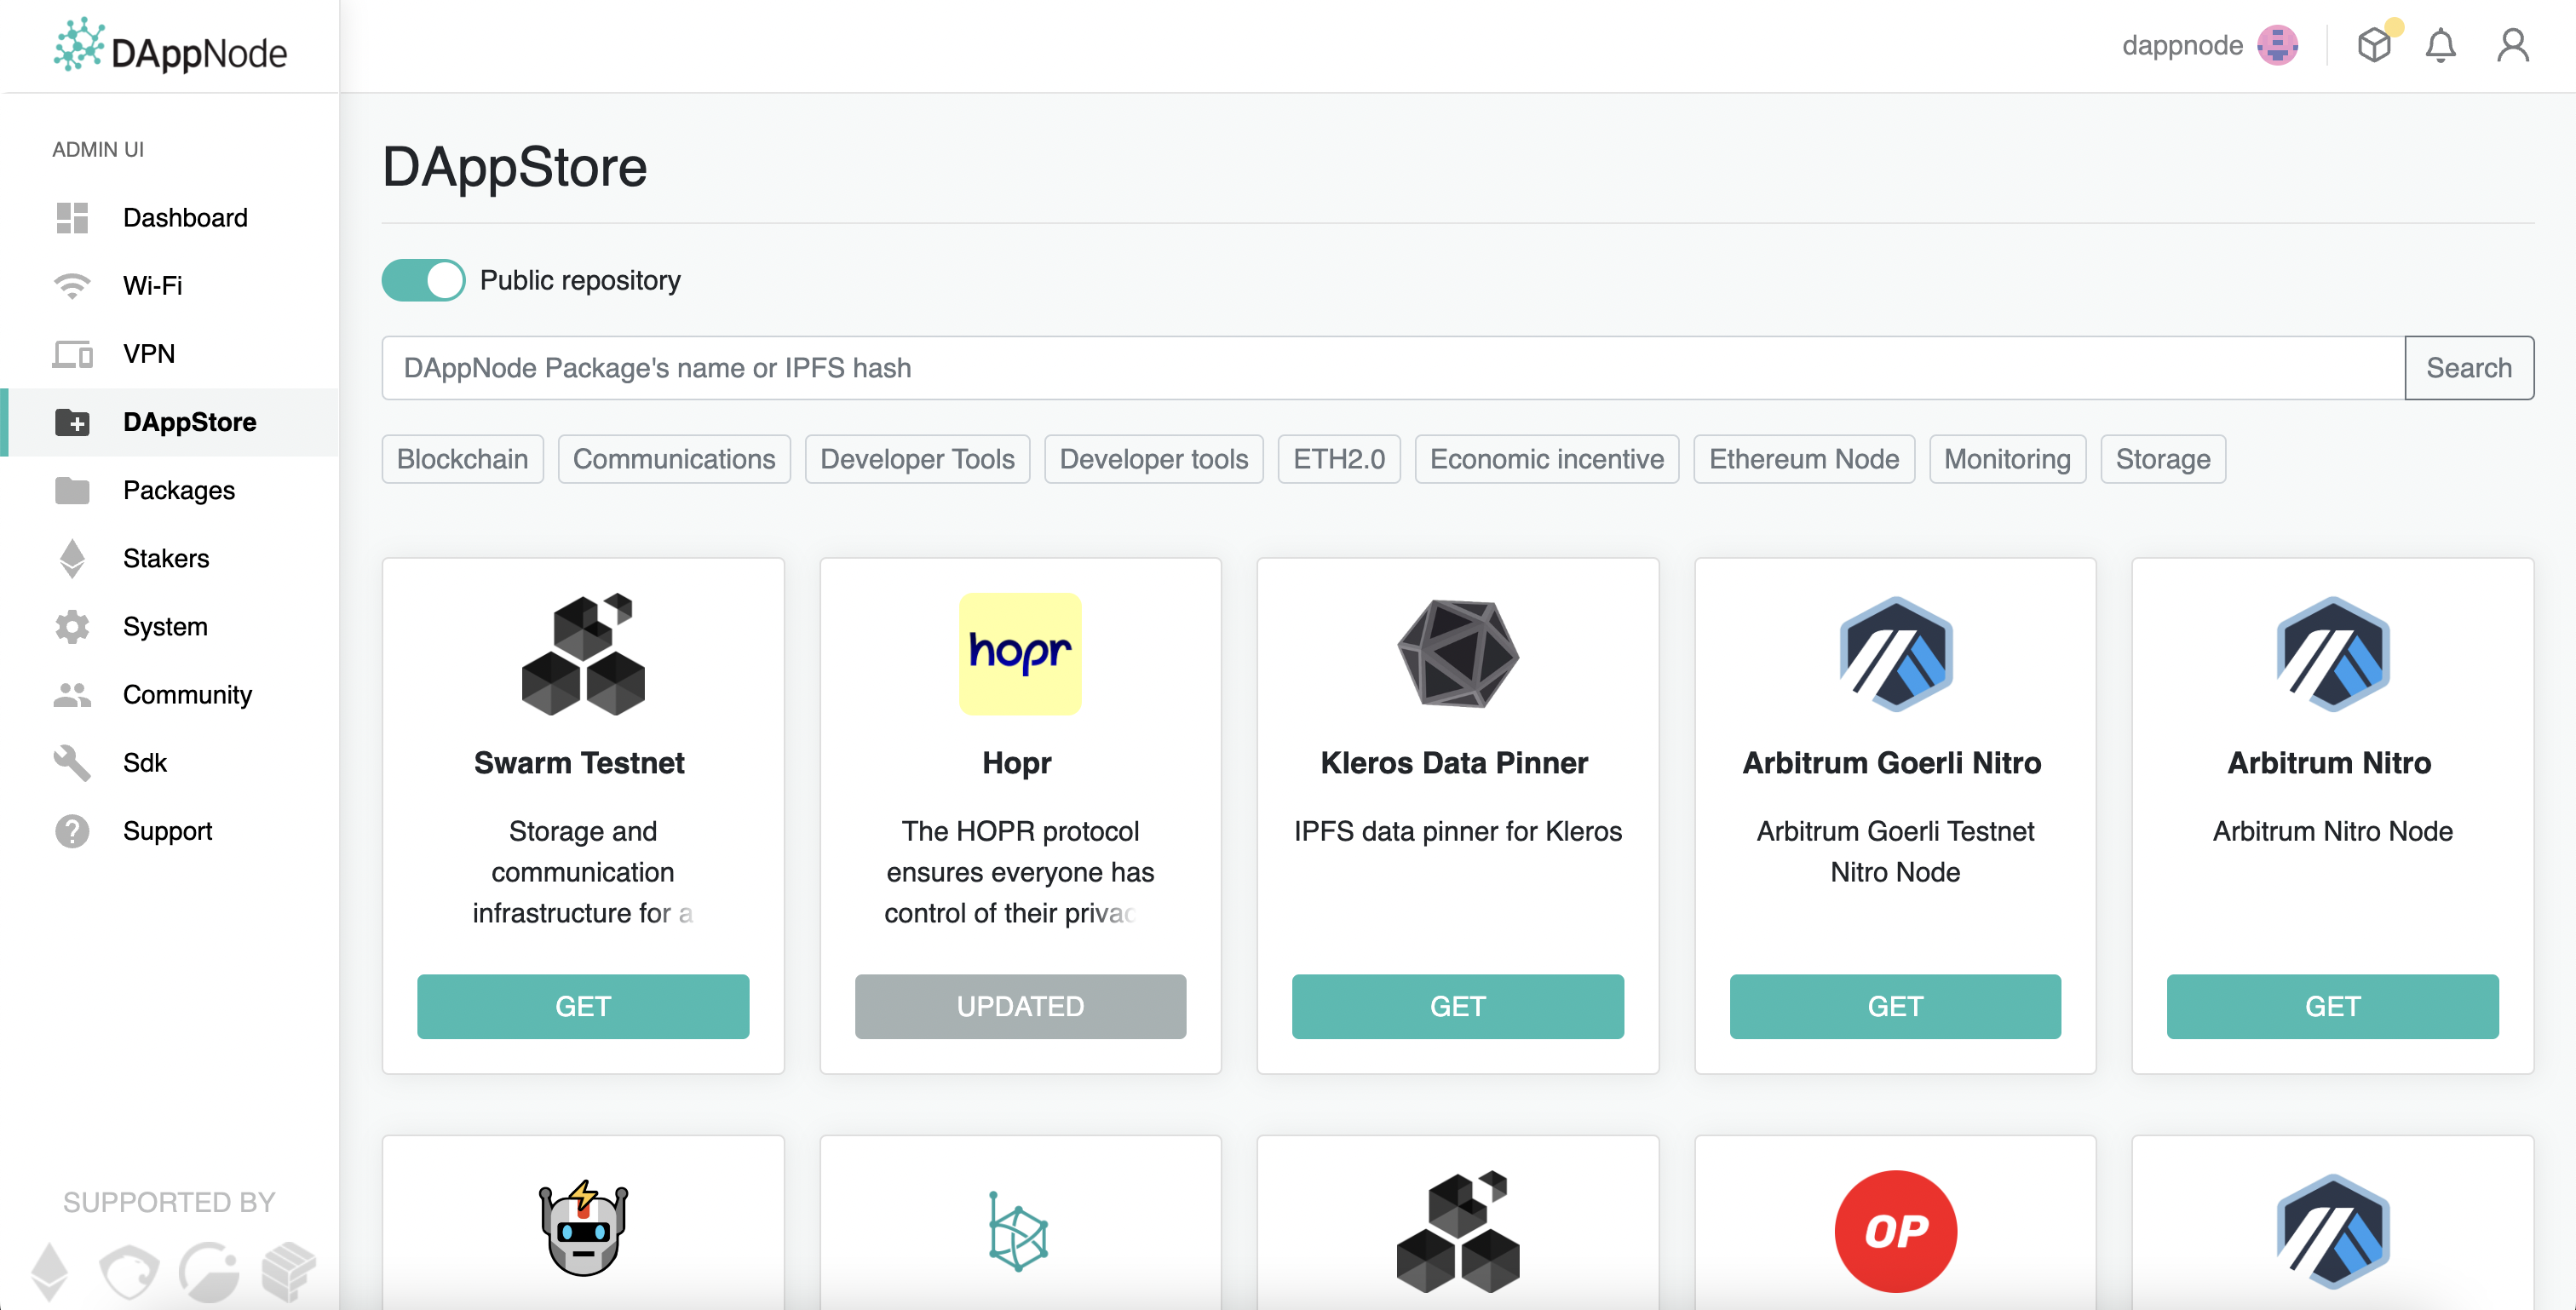 DAppNode
dappnode
ADMIN UI
Dashboard
Wi-Fi
VPN
DAppStore
Packages
Stakers
System
Community
Sdk
Support
SUPPORTED BY
DAppStore
Public repository
DAppNode Package's name or IPFS hash
Search
Blockchain
Communications
Developer Tools
Developer tools
ETH2.0
Economic incentive
Ethereum Node
Monitoring
Storage
Swarm Testnet
Storage and
communication
infrastructure for a
GET
hopr
Hopr
The HOPR protocol
ensures everyone has
control of their privac
UPDATED
Kleros Data Pinner
IPFS data pinner for Kleros
GET
Arbitrum Goerli Nitro
Arbitrum Goerli Testnet
Nitro Node
GET
Arbitrum Nitro
Arbitrum Nitro Node
GET
OP